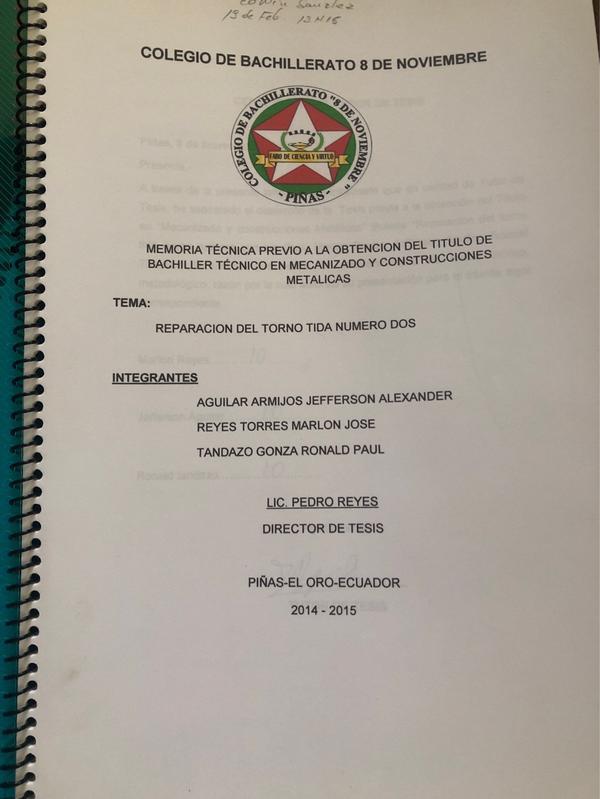 Edwin Sanchez
19 de Feb. 13H15
COLEGIO DE BACHILLERATO 8 DE NOVIEMBRE
COLEGIO DE BACHILLERATO "8 DE NOVIEMBRE"
FARO DE CIENCIA Y VIRTUD
- PIÑAS -
MEMORIA TÉCNICA PREVIO A LA OBTENCION DEL TITULO DE
BACHILLER TÉCNICO EN MECANIZADO Y CONSTRUCCIONES
METALICAS
TEMA:
REPARACION DEL TORNO TIDA NUMERO DOS
INTEGRANTES
AGUILAR ARMIJOS JEFFERSON ALEXANDER
REYES TORRES MARLON JOSE
TANDAZO GONZA RONALD PAUL
LIC. PEDRO REYES
DIRECTOR DE TESIS
PIÑAS-EL ORO-ECUADOR
2014 - 2015